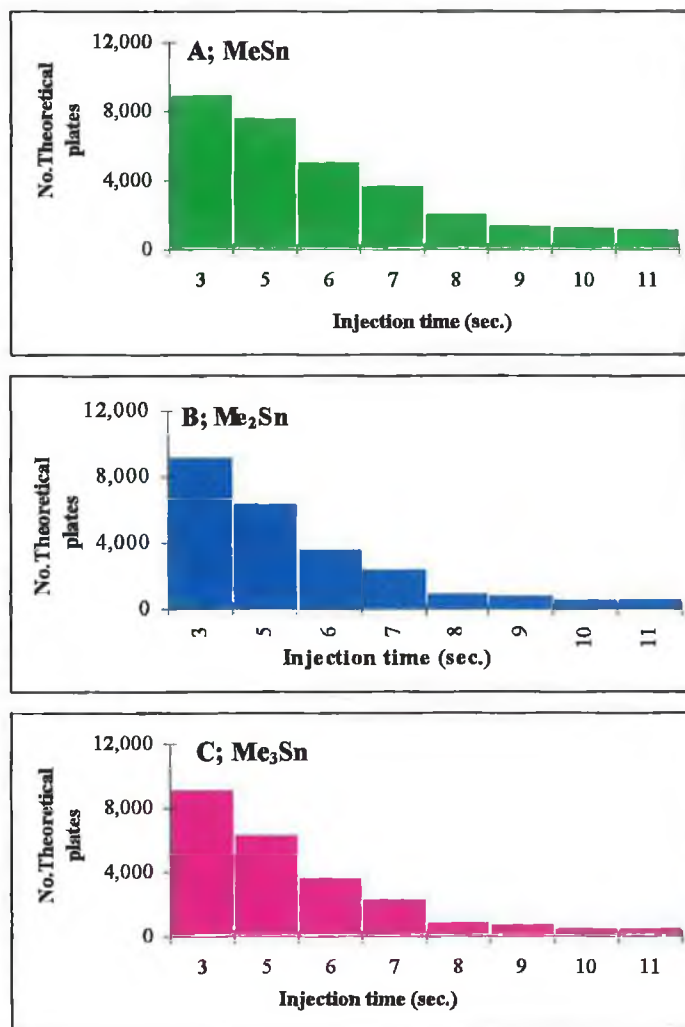 A; MeSn
No.Theoretical
plates
12,000
8,000
4,000
0
3 5 6 7 8 9 10 11
Injection time (sec.)
B; Me₂Sn
No.Theoretical
plates
12,000
8,000
4,000
0
3 5 6 7 8 9 10 11
Injection time (sec.)
C; Me₃Sn
No.Theoretical
plates
12,000
8,000
4,000
0
3 5 6 7 8 9 10 11
Injection time (sec.)